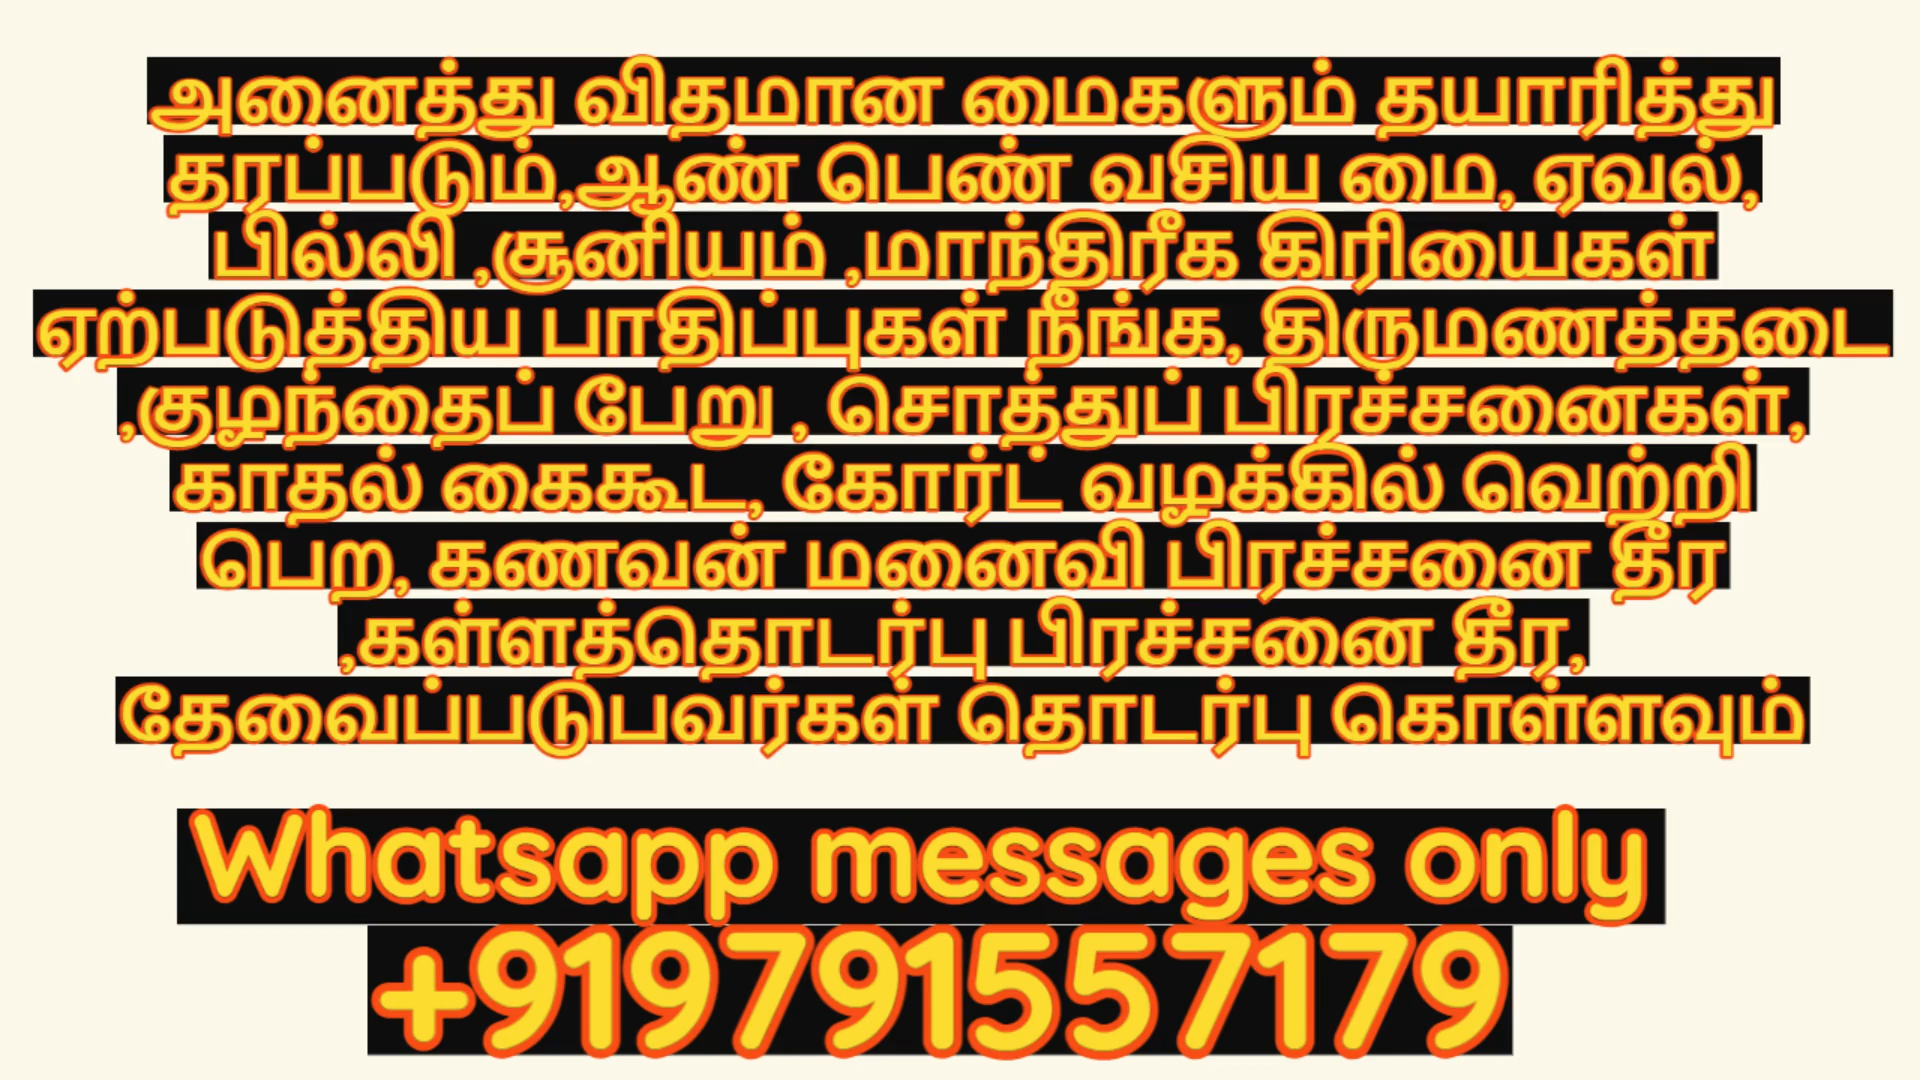 அனைத்து விதமான மைகளும் தயாரித்து
தரப்படும்,ஆண் பெண் வசிய மை, ஏவல்,
பில்லி ,சூனியம் ,மாந்திரீக கிரியைகள்
ஏற்படுத்திய பாதிப்புகள் நீங்க, திருமணத்தடை
,குழந்தைப் பேறு , சொத்துப் பிரச்சனைகள்,
காதல் கைகூட, கோர்ட் வழக்கில் வெற்றி
பெற, கணவன் மனைவி பிரச்சனை தீர
,கள்ளத்தொடர்பு பிரச்சனை தீர,
தேவைப்படுபவர்கள் தொடர்பு கொள்ளவும்
Whatsapp messages only
+919791557179